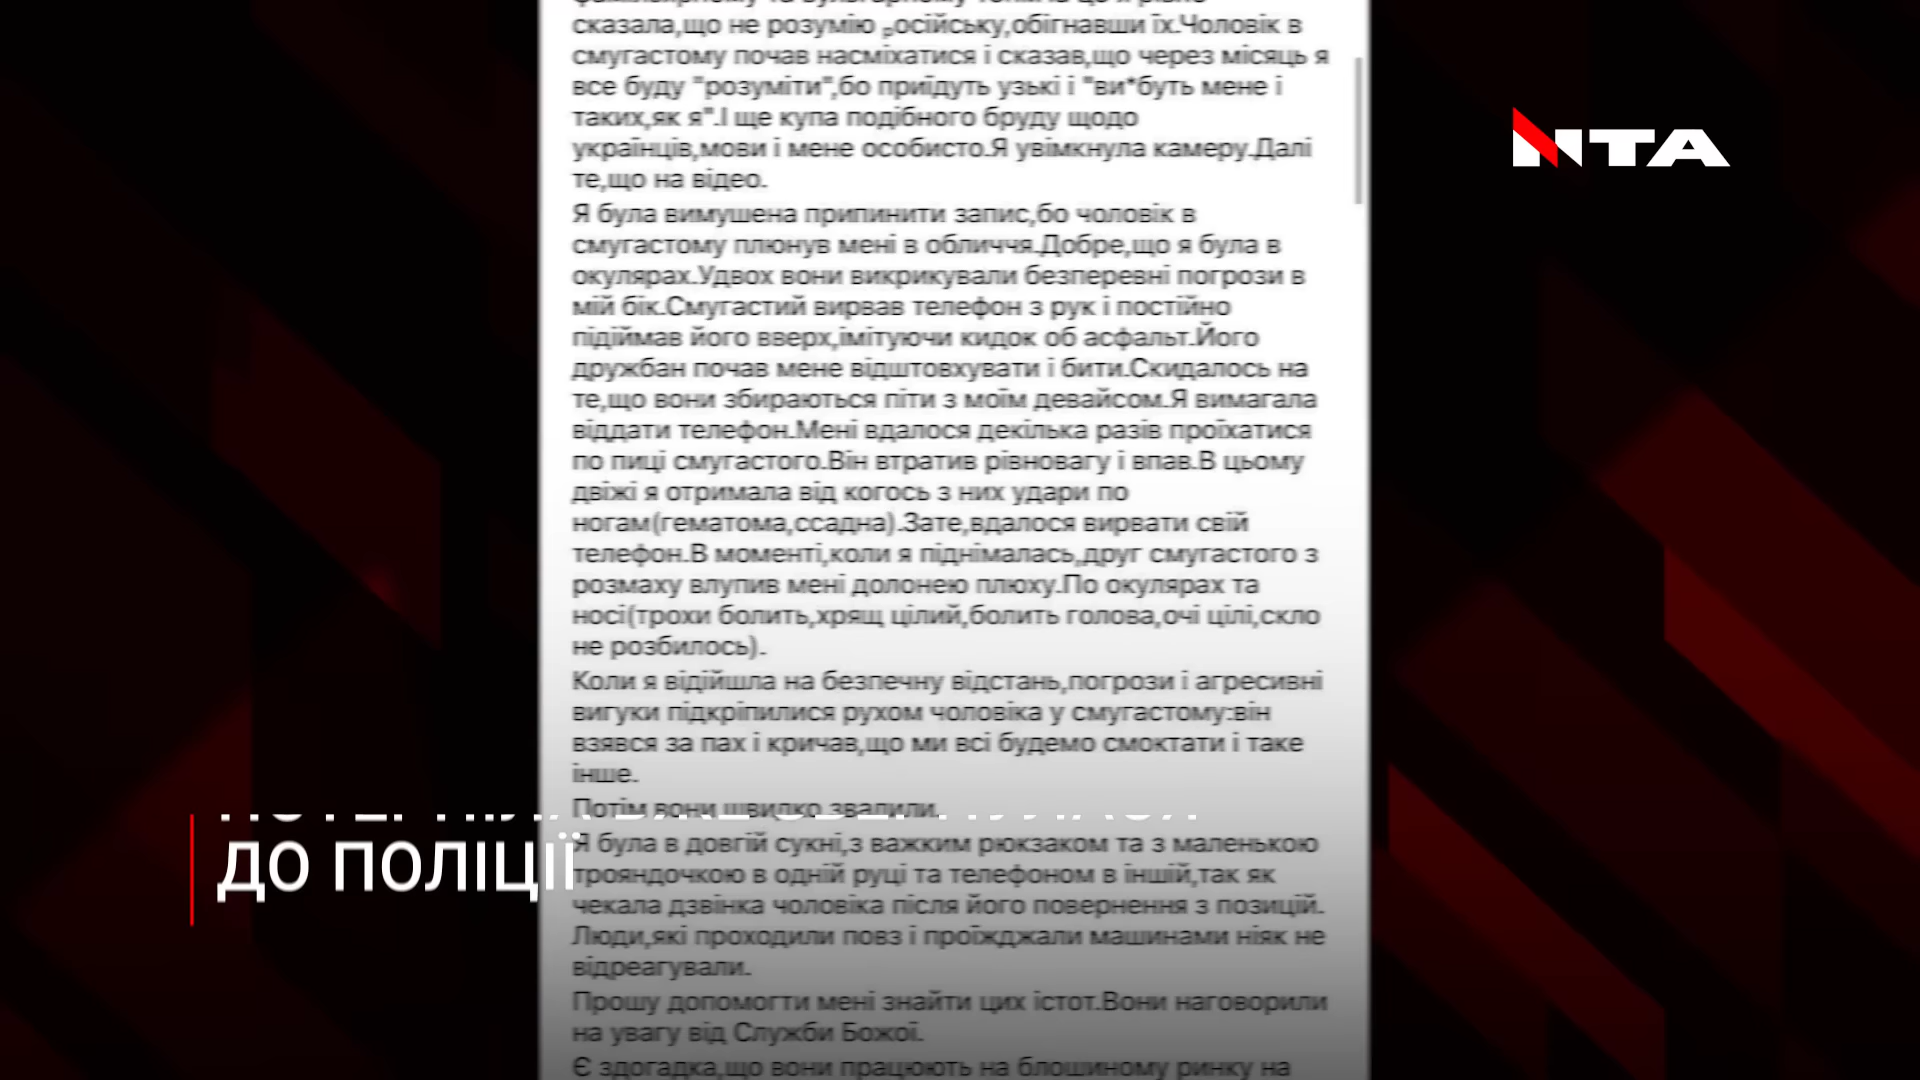 сказала,що не розумію російську,обігнавши їх.Чоловік в
смугастому почав насміхатися і сказав,що через місяць я
все буду "розуміти",бо приїдуть узькі і "ви*буть мене і
таких,як я".І ще купа подібного бруду щодо
українців,мови і мене особисто.Я увімкнула камеру.Далі
те,що на відео.
Я була вимушена припинити запис,бо чоловік в
смугастому плюнув мені в обличчя.Добре,що я була в
окулярах.Удвох вони викрикували безперевні погрози в
мій бік.Смугастий вирвав телефон з рук і постійно
підіймав його вверх,імітуючи кидок об асфальт.Його
дружбан почав мене відштовхувати і бити.Скидалось на
те,що вони збираються піти з моїм девайсом.Я вимагала
віддати телефон.Мені вдалося декілька разів проїхатися
по пиці смугастого.Він втратив рівновагу і впав.В цьому
двіжі я отримала від когось з них удари по
ногам(гематома,ссадна).Зате,вдалося вирвати свій
телефон.В моменті,коли я піднімалась,друг смугастого з
розмаху влупив мені долонею плюху.По окулярах та
носі(трохи болить,хрящ цілий,болить голова,очі цілі,скло
не розбилось).
Коли я відійшла на безпечну відстань,погрози і агресивні
вигуки підкріпилися рухом чоловіка у смугастому:він
взявся за пах і кричав,що ми всі будемо смоктати і таке
інше.
Потім вони швидко звалили.
Я була в довгій сукні,з важким рюкзаком та з маленькою
трояндочкою в одній руці та телефоном в іншій,так як
чекала дзвінка чоловіка після його повернення з позицій.
Люди,які проходили повз і проїжджали машинами ніяк не
відреагували.
Прошу допомогти мені знайти цих істот.Вони наговорили
на увагу від Служби Божої.
Є здогадка,що вони працюють на блошиному ринку на
ДО ПОЛІЦІЇ
NTA